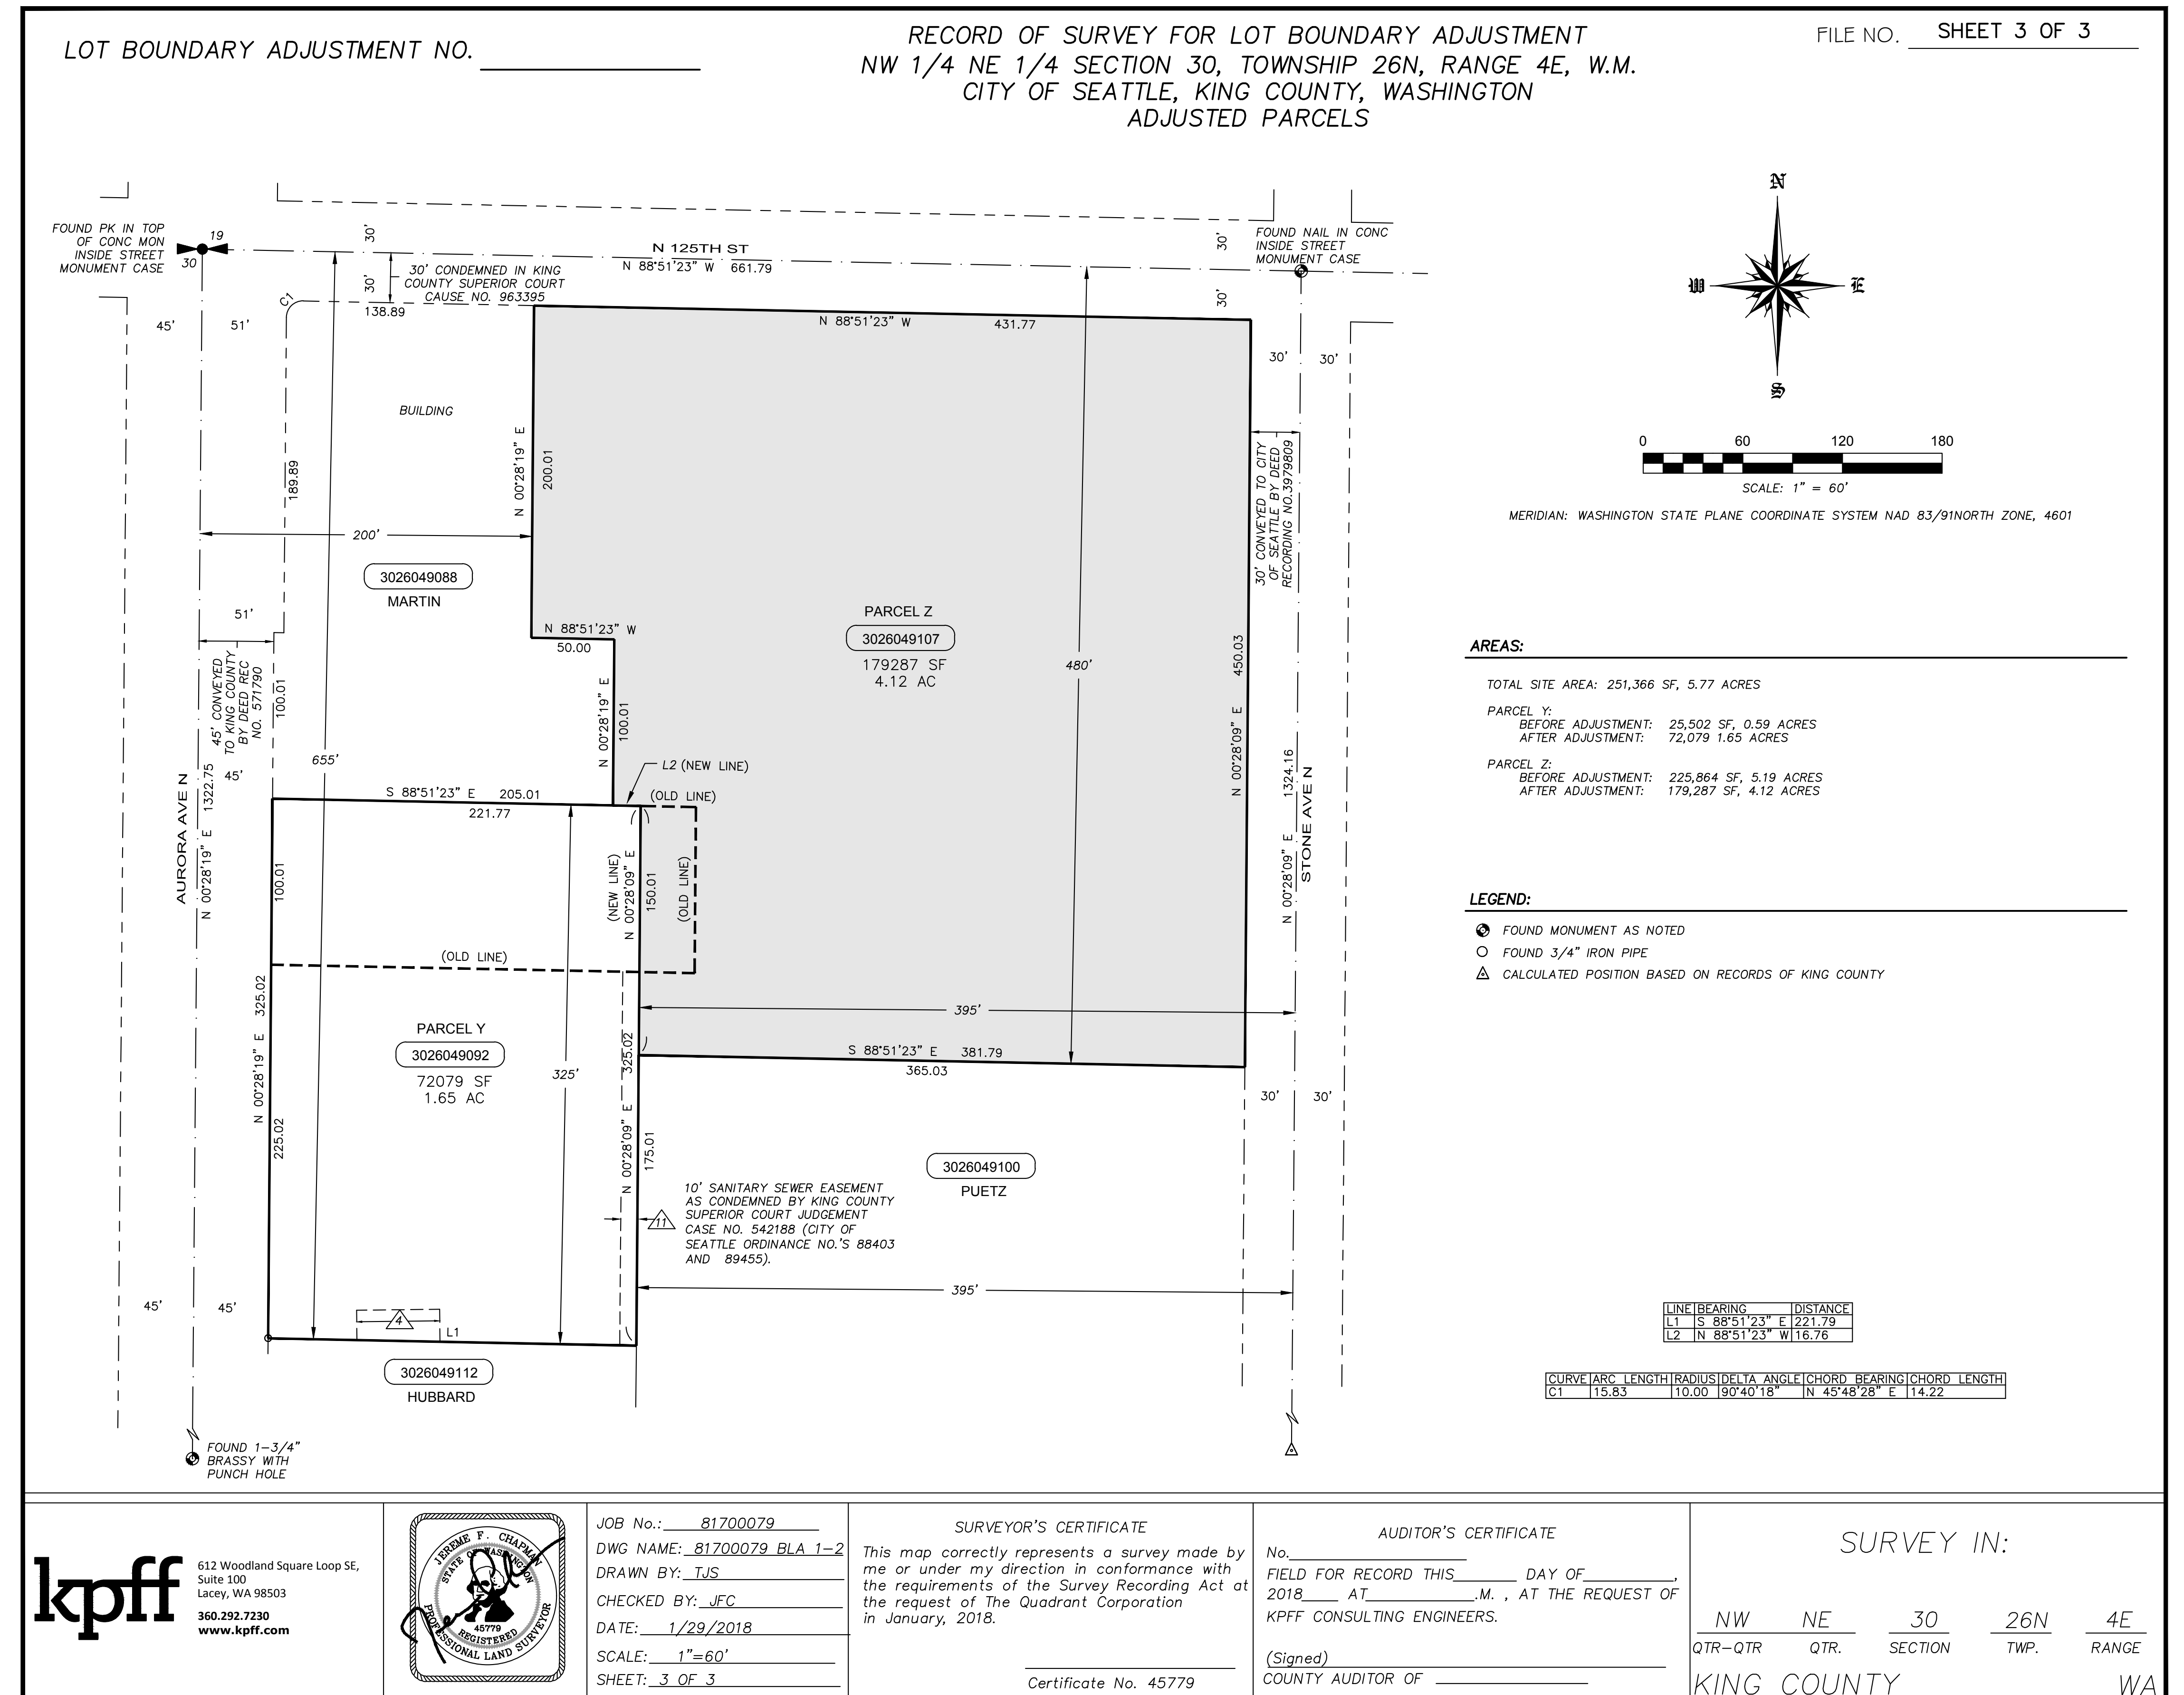 LOT BOUNDARY ADJUSTMENT NO.
RECORD OF SURVEY FOR LOT BOUNDARY ADJUSTMENT
NW 1/4 NE 1/4 SECTION 30, TOWNSHIP 26N, RANGE 4E, W.M.
CITY OF SEATTLE, KING COUNTY, WASHINGTON
ADJUSTED PARCELS
FILE NO. SHEET 3 OF 3
FOUND PK IN TOP
OF CONC MON
INSIDE STREET
MONUMENT CASE
19
30
30'
30'
30' CONDEMNED IN KING
COUNTY SUPERIOR COURT
CAUSE NO. 963395
N 125TH ST
N 88°51'23" W 661.79
30'
30'
FOUND NAIL IN CONC
INSIDE STREET
MONUMENT CASE
C1
138.89
45'
51'
N 88°51'23" W 431.77
30'
30'
BUILDING
189.89
N 00°28'19" E
200.01
200'
3026049088
MARTIN
30' CONVEYED TO CITY
OF SEATTLE BY DEED
RECORDING NO.3979809
51'
45' CONVEYED
TO KING COUNTY
BY DEED REC
NO. 571790
100.01
45'
655'
N 88°51'23" W
50.00
N 00°28'19" E
100.01
PARCEL Z
3026049107
179287 SF
4.12 AC
480'
N 00°28'09" E 450.03
L2 (NEW LINE)
(OLD LINE)
S 88°51'23" E 205.01
221.77
AURORA AVE N
N 00°28'19" E 1322.75
100.01
(NEW LINE)
N 00°28'09" E
150.01
(OLD LINE)
N 00°28'09" E 1324.16
STONE AVE N
(OLD LINE)
N 00°28'19" E 325.02
225.02
PARCEL Y
3026049092
72079 SF
1.65 AC
325'
N 00°28'09" E 325.02
175.01
395'
S 88°51'23" E 381.79
365.03
30'
30'
3026049100
PUETZ
11
10' SANITARY SEWER EASEMENT
AS CONDEMNED BY KING COUNTY
SUPERIOR COURT JUDGEMENT
CASE NO. 542188 (CITY OF
SEATTLE ORDINANCE NO.'S 88403
AND 89455).
395'
45'
45'
4
L1
3026049112
HUBBARD
FOUND 1-3/4"
BRASSY WITH
PUNCH HOLE
N
W
E
S
0 60 120 180
SCALE: 1" = 60'
MERIDIAN: WASHINGTON STATE PLANE COORDINATE SYSTEM NAD 83/91NORTH ZONE, 4601
AREAS:
TOTAL SITE AREA: 251,366 SF, 5.77 ACRES
PARCEL Y:
BEFORE ADJUSTMENT: 25,502 SF, 0.59 ACRES
AFTER ADJUSTMENT: 72,079 1.65 ACRES
PARCEL Z:
BEFORE ADJUSTMENT: 225,864 SF, 5.19 ACRES
AFTER ADJUSTMENT: 179,287 SF, 4.12 ACRES
LEGEND:
FOUND MONUMENT AS NOTED
FOUND 3/4" IRON PIPE
CALCULATED POSITION BASED ON RECORDS OF KING COUNTY
LINE BEARING DISTANCE
L1 S 88°51'23" E 221.79
L2 N 88°51'23" W 16.76
CURVE ARC LENGTH RADIUS DELTA ANGLE CHORD BEARING CHORD LENGTH
C1 15.83 10.00 90°40'18" N 45°48'28" E 14.22
kpff
612 Woodland Square Loop SE,
Suite 100
Lacey, WA 98503
360.292.7230
www.kpff.com
JEREME F. CHAPMAN
STATE OF WASHINGTON
45779
REGISTERED
PROFESSIONAL LAND SURVEYOR
JOB No.: 81700079
DWG NAME: 81700079 BLA 1-2
DRAWN BY: TJS
CHECKED BY: JFC
DATE: 1/29/2018
SCALE: 1"=60'
SHEET: 3 OF 3
SURVEYOR'S CERTIFICATE
This map correctly represents a survey made by
me or under my direction in conformance with
the requirements of the Survey Recording Act at
the request of The Quadrant Corporation
in January, 2018.
Certificate No. 45779
AUDITOR'S CERTIFICATE
No.
FIELD FOR RECORD THIS DAY OF ,
2018 AT .M. , AT THE REQUEST OF
KPFF CONSULTING ENGINEERS.
(Signed)
COUNTY AUDITOR OF
SURVEY IN:
NW NE 30 26N 4E
QTR-QTR QTR. SECTION TWP. RANGE
KING COUNTY WA